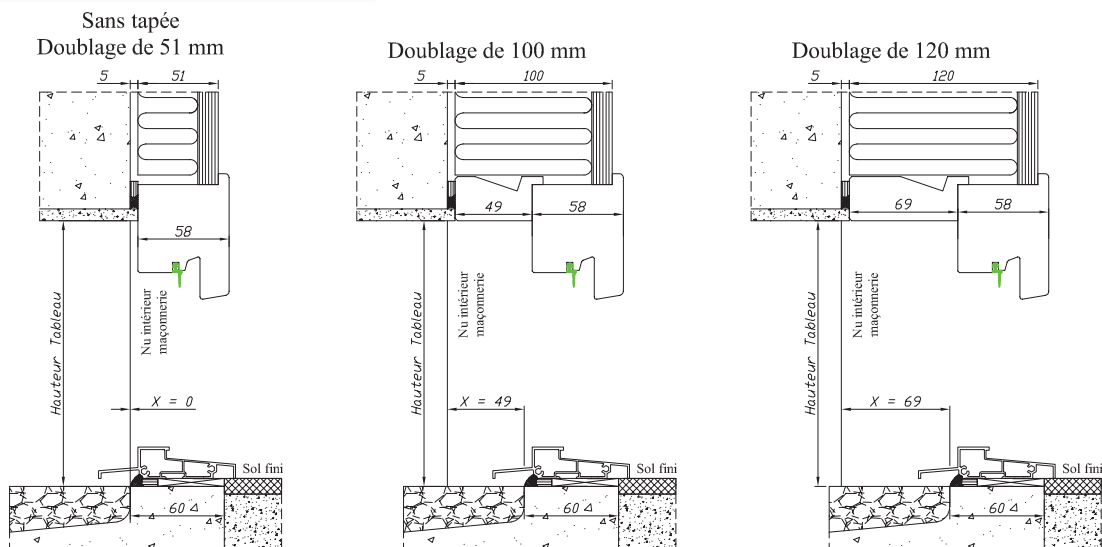 Sans tapée
Doublage de 51 mm
5
51
58
Hauteur Tableau
Nu intérieur
maçonnerie
X = 0
Sol fini
60
Doublage de 100 mm
5
100
49
58
Hauteur Tableau
Nu intérieur
maçonnerie
X = 49
Sol fini
60
Doublage de 120 mm
5
120
69
58
Hauteur Tableau
Nu intérieur
maçonnerie
X = 69
Sol fini
60